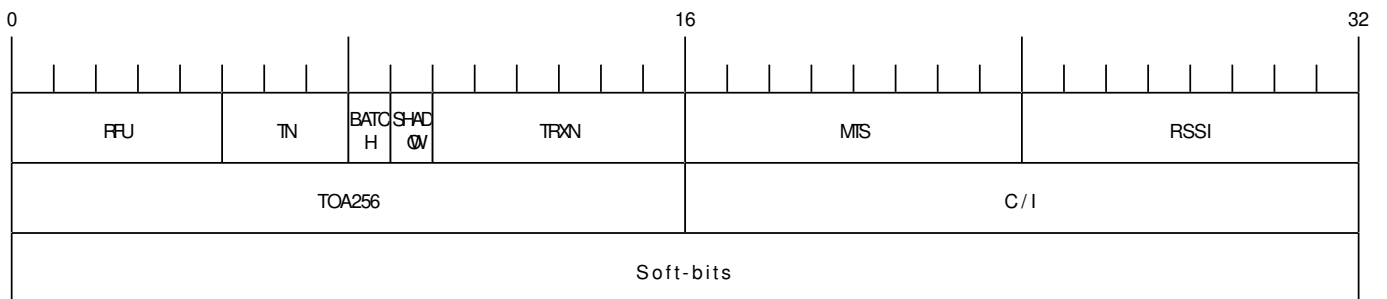 0 16 32
RFU TN BATC SHAD TRXN MTS RSSI
H OW
TOA256 C / I
Soft-bits